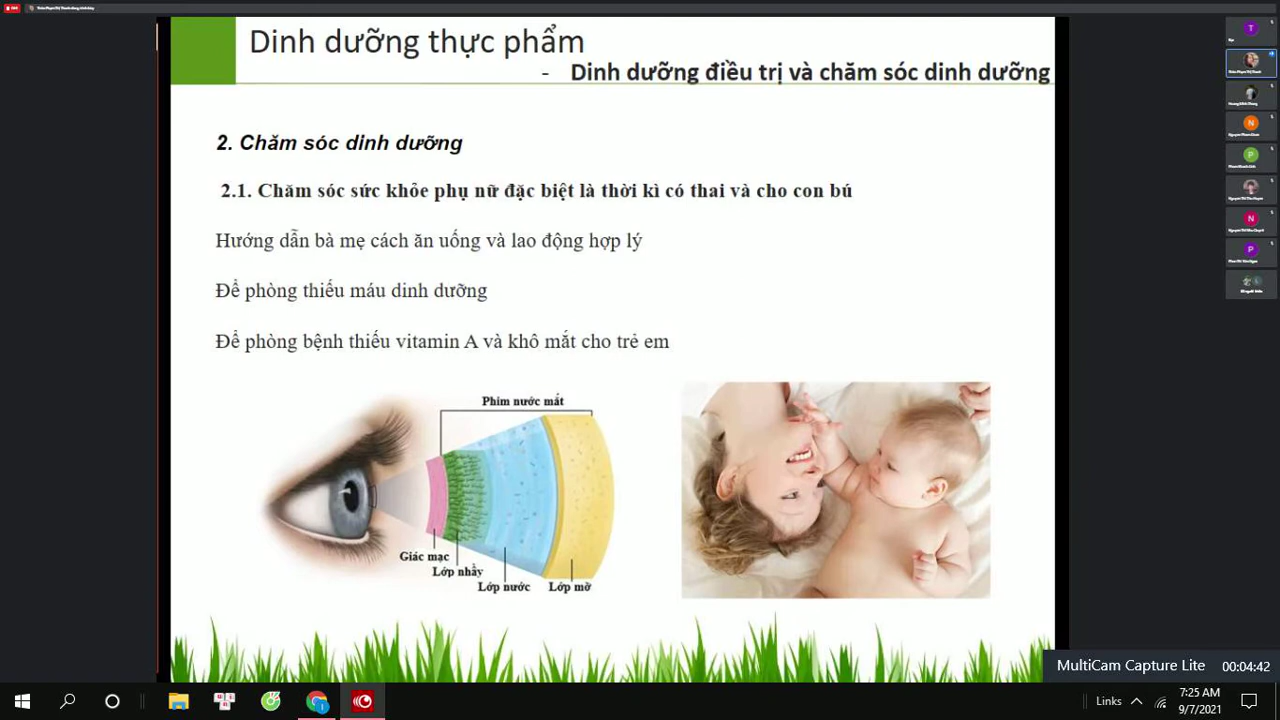 Dinh dưỡng thực phẩm
- Dinh dưỡng điều trị và chăm sóc dinh dưỡng
2. Chăm sóc dinh dưỡng
2.1. Chăm sóc sức khỏe phụ nữ đặc biệt là thời kì có thai và cho con bú
Hướng dẫn bà mẹ cách ăn uống và lao động hợp lý
Để phòng thiếu máu dinh dưỡng
Để phòng bệnh thiếu vitamin A và khô mắt cho trẻ em
Phim nước mắt
Giác mạc
Lớp nhầy
Lớp nước
Lớp mỡ
T
N
P
N
P
MultiCam Capture Lite 00:04:42
Links
7:25 AM
9/7/2021